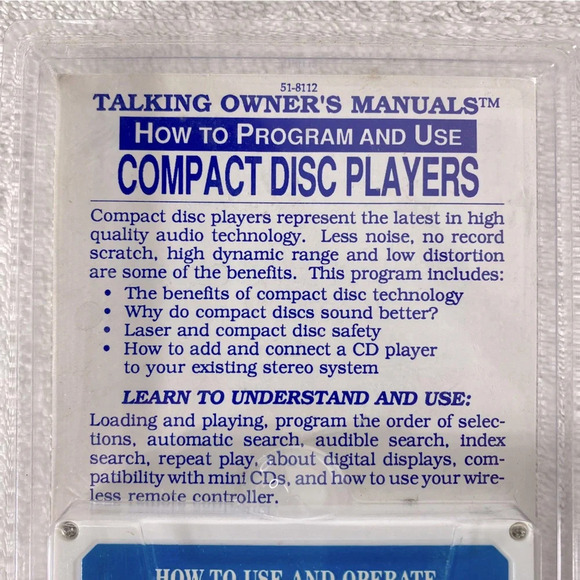 51-8112
TALKING OWNER'S MANUALS™
HOW TO PROGRAM AND USE
COMPACT DISC PLAYERS
Compact disc players represent the latest in high
quality audio technology. Less noise, no record
scratch, high dynamic range and low distortion
are some of the benefits. This program includes:
• The benefits of compact disc technology
• Why do compact discs sound better?
• Laser and compact disc safety
• How to add and connect a CD player
to your existing stereo system
LEARN TO UNDERSTAND AND USE:
Loading and playing, program the order of selec-
tions, automatic search, audible search, index
search, repeat play, about digital displays, com-
patibility with mini CDs, and how to use your wire-
less remote controller.
HOW TO USE AND OPERATE